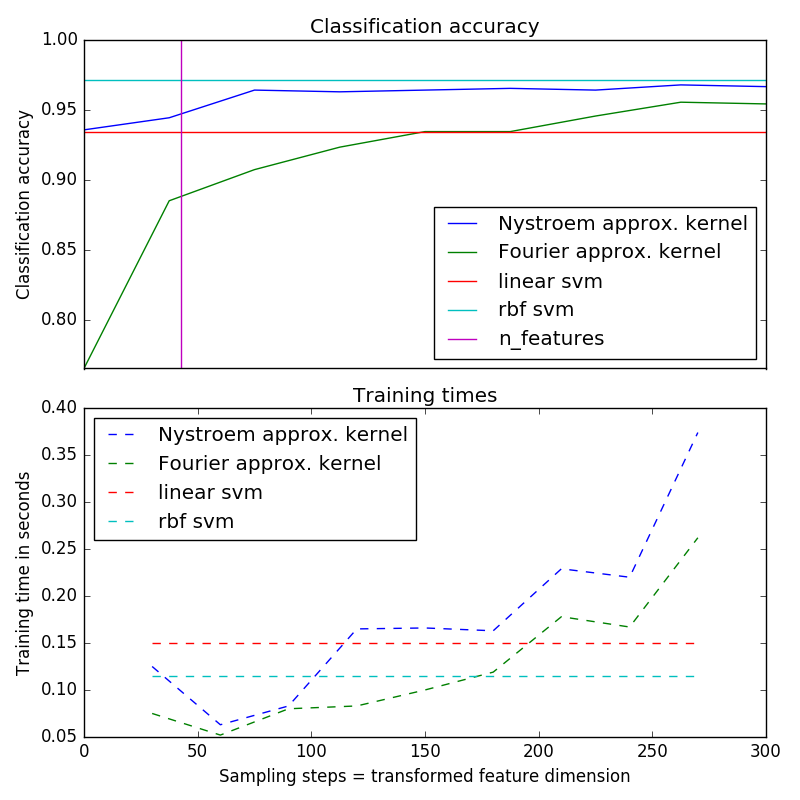 Classification accuracy
1.00
0.95
0.90
0.85
0.80
Classification accuracy
Nystroem approx. kernel
Fourier approx. kernel
linear svm
rbf svm
n_features
Training times
0.40
0.35
0.30
0.25
0.20
0.15
0.10
0.05
Training time in seconds
Nystroem approx. kernel
Fourier approx. kernel
linear svm
rbf svm
0 50 100 150 200 250 300
Sampling steps = transformed feature dimension